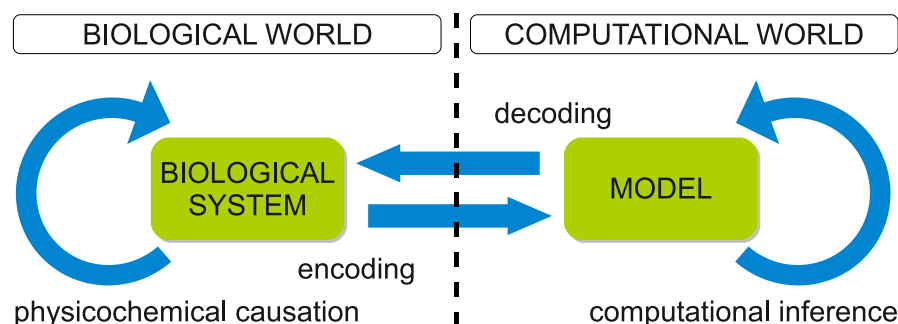 BIOLOGICAL WORLD
COMPUTATIONAL WORLD
decoding
BIOLOGICAL
SYSTEM
MODEL
encoding
physicochemical causation
computational inference